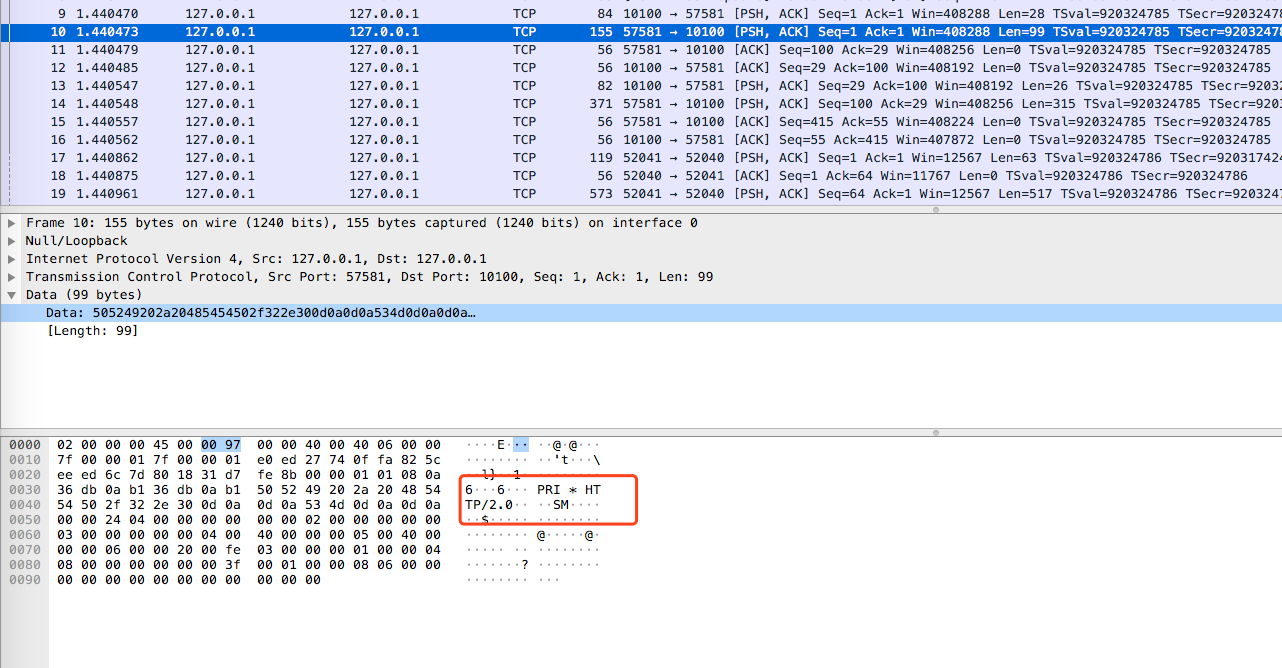 9 1.440470 127.0.0.1 127.0.0.1 TCP 84 10100 → 57581 [PSH, ACK] Seq=1 Ack=1 Win=408288 Len=28 TSval=920324785 TSecr=9203247
10 1.440473 127.0.0.1 127.0.0.1 TCP 155 57581 → 10100 [PSH, ACK] Seq=1 Ack=1 Win=408288 Len=99 TSval=920324785 TSecr=9203247
11 1.440479 127.0.0.1 127.0.0.1 TCP 56 57581 → 10100 [ACK] Seq=100 Ack=29 Win=408256 Len=0 TSval=920324785 TSecr=920324785
12 1.440485 127.0.0.1 127.0.0.1 TCP 56 10100 → 57581 [ACK] Seq=29 Ack=100 Win=408192 Len=0 TSval=920324785 TSecr=920324785
13 1.440547 127.0.0.1 127.0.0.1 TCP 82 10100 → 57581 [PSH, ACK] Seq=29 Ack=100 Win=408192 Len=26 TSval=920324785 TSecr=92032
14 1.440548 127.0.0.1 127.0.0.1 TCP 371 57581 → 10100 [PSH, ACK] Seq=100 Ack=29 Win=408256 Len=315 TSval=920324785 TSecr=9203
15 1.440557 127.0.0.1 127.0.0.1 TCP 56 57581 → 10100 [ACK] Seq=415 Ack=55 Win=408224 Len=0 TSval=920324785 TSecr=920324785
16 1.440562 127.0.0.1 127.0.0.1 TCP 56 10100 → 57581 [ACK] Seq=55 Ack=415 Win=407872 Len=0 TSval=920324785 TSecr=920324785
17 1.440862 127.0.0.1 127.0.0.1 TCP 119 52041 → 52040 [PSH, ACK] Seq=1 Ack=1 Win=12567 Len=63 TSval=920324786 TSecr=920317424
18 1.440875 127.0.0.1 127.0.0.1 TCP 56 52040 → 52041 [ACK] Seq=1 Ack=64 Win=11767 Len=0 TSval=920324786 TSecr=920324786
19 1.440961 127.0.0.1 127.0.0.1 TCP 573 52041 → 52040 [PSH, ACK] Seq=64 Ack=1 Win=12567 Len=517 TSval=920324786 TSecr=9203247
Frame 10: 155 bytes on wire (1240 bits), 155 bytes captured (1240 bits) on interface 0
Null/Loopback
Internet Protocol Version 4, Src: 127.0.0.1, Dst: 127.0.0.1
Transmission Control Protocol, Src Port: 57581, Dst Port: 10100, Seq: 1, Ack: 1, Len: 99
Data (99 bytes)
Data: 505249202a20485454502f322e300d0a0d0a534d0d0a0d0a…
[Length: 99]
0000 02 00 00 00 45 00 00 97 00 00 40 00 40 06 00 00 ····E··· ··@·@···
0010 7f 00 00 01 7f 00 00 01 e0 ed 27 74 0f fa 82 5c ········ ··'t···\
0020 ee ed 6c 7d 80 18 31 d7 fe 8b 00 00 01 01 08 0a ··l}··1· ········
0030 36 db 0a b1 36 db 0a b1 50 52 49 20 2a 20 48 54 6···6··· PRI * HT
0040 54 50 2f 32 2e 30 0d 0a 0d 0a 53 4d 0d 0a 0d 0a TP/2.0·· ··SM····
0050 00 00 24 04 00 00 00 00 00 00 02 00 00 00 00 00 ··$····· ········
0060 03 00 00 00 00 00 04 00 40 00 00 00 05 00 40 00 ········ @·····@·
0070 00 00 06 00 00 20 00 fe 03 00 00 00 01 00 00 04 ····· ·· ········
0080 08 00 00 00 00 00 00 3f 00 01 00 00 08 06 00 00 ·······? ········
0090 00 00 00 00 00 00 00 00 00 00 00 ········ ···